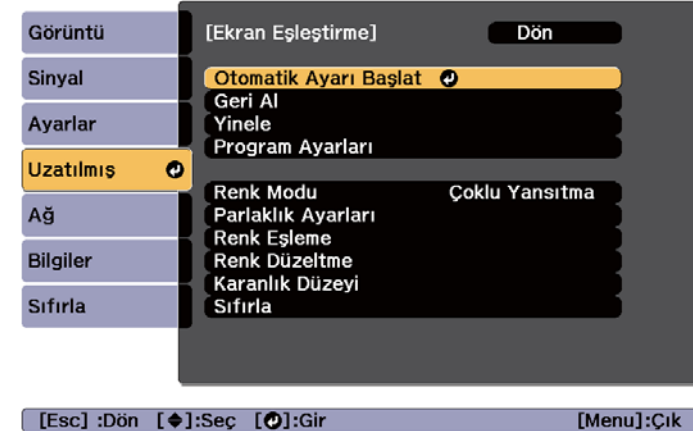 Görüntü
Sinyal
Ayarlar
Uzatılmış
Ağ
Bilgiler
Sıfırla
[Ekran Eşleştirme] Dön
Otomatik Ayarı Başlat
Geri Al
Yinele
Program Ayarları
Renk Modu Çoklu Yansıtma
Parlaklık Ayarları
Renk Eşleme
Renk Düzeltme
Karanlık Düzeyi
Sıfırla
[Esc] :Dön [◆]:Seç [⏎]:Gir [Menu]:Çık